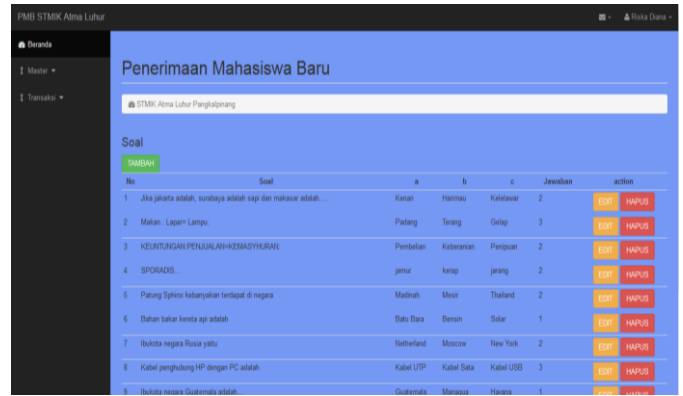 PMB STMIK Atma Luhur
Riska Diana
Beranda
Master
Transaksi
Penerimaan Mahasiswa Baru
STMIK Atma Luhur Pangkalpinang
Soal
TAMBAH
No Soal a b c Jawaban action
1 Jika jakarta adalah, surabaya adalah sapi dan makasar adalah.... Kenari Harimau Kelelawar 2 EDIT HAPUS
2 Makan : Lapar= Lampu: Padang Terang Gelap 3 EDIT HAPUS
3 KEUNTUNGAN:PENJUALAN=KEMASYHURAN: Pembelian Keberanian Penipuan 2 EDIT HAPUS
4 SPORADIS... jamur kerap jarang 2 EDIT HAPUS
5 Patung Sphinx kebanyakan terdapat di negara Madinah Mesir Thailand 2 EDIT HAPUS
6 Bahan bakar kereta api adalah Batu Bara Bensin Solar 1 EDIT HAPUS
7 Ibukota negara Rusia yaitu Netherland Moscow New York 2 EDIT HAPUS
8 Kabel penghubung HP dengan PC adalah Kabel UTP Kabel Sata Kabel USB 3 EDIT HAPUS
9 Ibukota negara Guatemala adalah... Guatemala Managua Havana 1 EDIT HAPUS